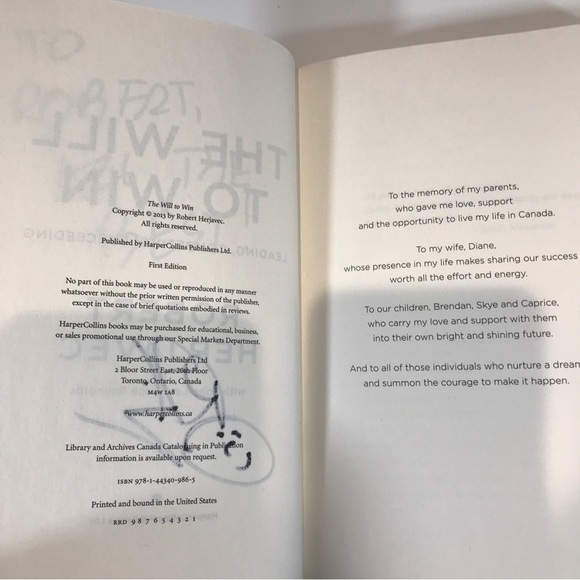 The Will to Win
Copyright © 2013 by Robert Herjavec.
All rights reserved.
Published by HarperCollins Publishers Ltd.
First Edition
No part of this book may be used or reproduced in any manner
whatsoever without the prior written permission of the publisher,
except in the case of brief quotations embodied in reviews.
HarperCollins books may be purchased for educational, business,
or sales promotional use through our Special Markets Department.
HarperCollins Publishers Ltd
2 Bloor Street East, 20th Floor
Toronto, Ontario, Canada
M4W 1A8
www.harpercollins.ca
Library and Archives Canada Cataloguing in Publication
information is available upon request.
ISBN 978-1-44340-986-5
Printed and bound in the United States
RRD 9 8 7 6 5 4 3 2 1
To the memory of my parents,
who gave me love, support
and the opportunity to live my life in Canada.
To my wife, Diane,
whose presence in my life makes sharing our success
worth all the effort and energy.
To our children, Brendan, Skye and Caprice,
who carry my love and support with them
into their own bright and shining future.
And to all of those individuals who nurture a dream
and summon the courage to make it happen.